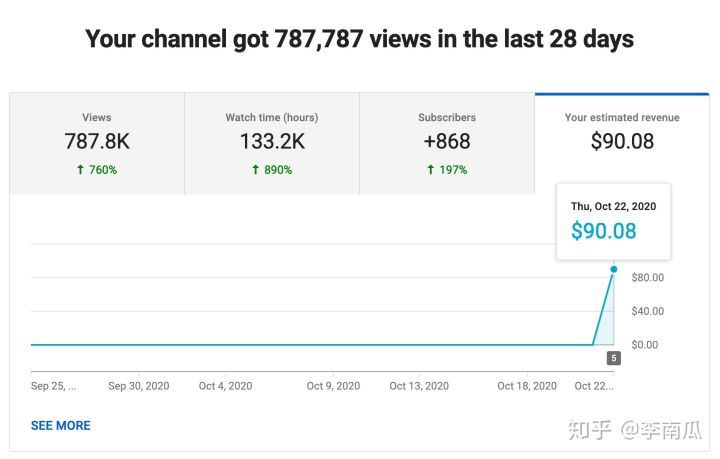 Your channel got 787,787 views in the last 28 days
Views
787.8K
760%
Watch time (hours)
133.2K
890%
Subscribers
+868
197%
Your estimated revenue
$90.08
Thu, Oct 22, 2020
$90.08
$80.00
$40.00
$0.00
5
Sep 25, ...
Sep 30, 2020
Oct 4, 2020
Oct 9, 2020
Oct 13, 2020
Oct 18, 2020
Oct 22...
SEE MORE
知乎 @李南瓜